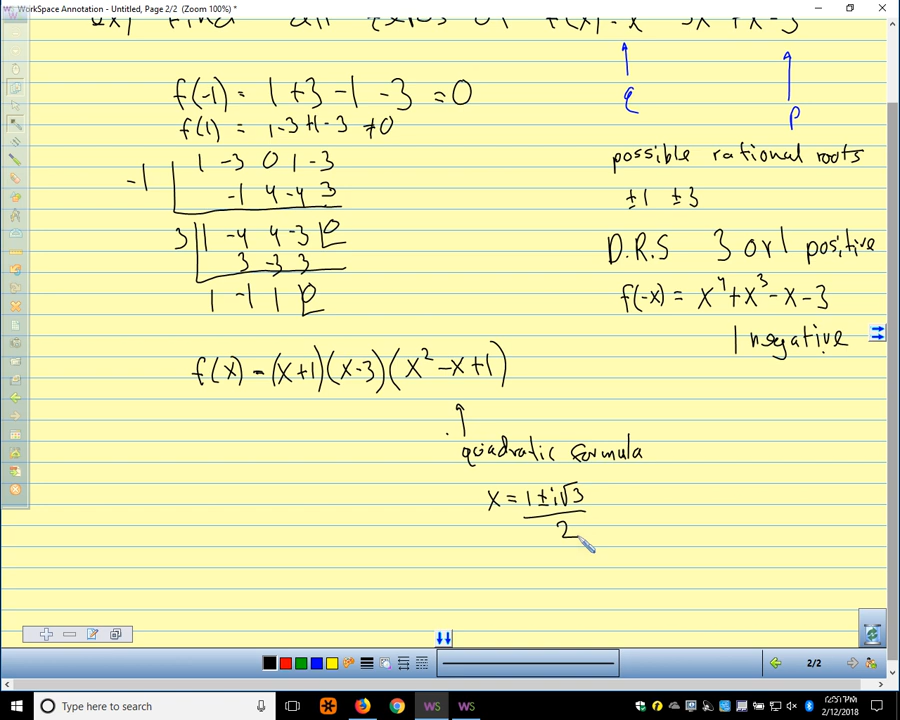 WorkSpace Annotation - Untitled, Page 2/2 (Zoom 100%)
f(-1) = 1 +3 -1 -3 = 0
f(1) = 1-3+1-3 ≠0
-1 | 1 -3 0 1 -3
-1 4 -4 3
3 | 1 -4 4 -3 | 0
3 -3 3
1 -1 1 | 0
f(x) = (x+1)(x-3)(x² -x+1)
quadratic formula
x = 1±i√3
2
q
p
possible rational roots
±1 ±3
D.R.S 3 or 1 positive
f(-x) = x⁴+x³-x-3
1 negative
2/2
Type here to search
WS
WS
2/12/2018